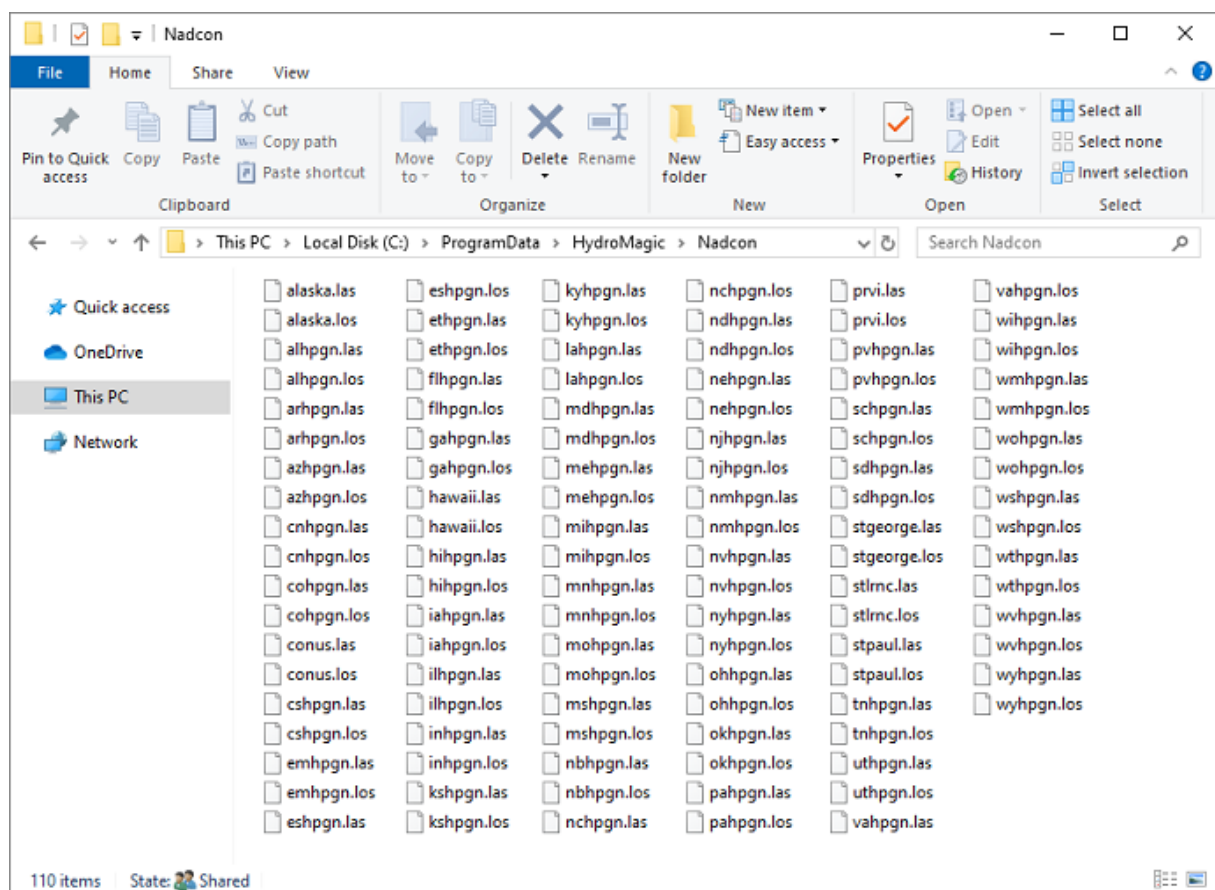 Nadcon
File Home Share View
Pin to Quick access
Copy
Paste
Cut
Copy path
Paste shortcut
Clipboard
Move to
Copy to
Delete
Rename
Organize
New folder
New item
Easy access
New
Properties
Open
Edit
History
Open
Select all
Select none
Invert selection
Select
This PC > Local Disk (C:) > ProgramData > HydroMagic > Nadcon
Search Nadcon
Quick access
OneDrive
This PC
Network
alaska.las
alaska.los
alhpgn.las
alhpgn.los
arhpgn.las
arhpgn.los
azhpgn.las
azhpgn.los
cnhpgn.las
cnhpgn.los
cohpgn.las
cohpgn.los
conus.las
conus.los
cshpgn.las
cshpgn.los
emhpgn.las
emhpgn.los
eshpgn.las
eshpgn.los
ethpgn.las
ethpgn.los
flhpgn.las
flhpgn.los
gahpgn.las
gahpgn.los
hawaii.las
hawaii.los
hihpgn.las
hihpgn.los
iahpgn.las
iahpgn.los
ilhpgn.las
ilhpgn.los
inhpgn.las
inhpgn.los
kshpgn.las
kshpgn.los
kyhpgn.las
kyhpgn.los
lahpgn.las
lahpgn.los
mdhpgn.las
mdhpgn.los
mehpgn.las
mehpgn.los
mihpgn.las
mihpgn.los
mnhpgn.las
mnhpgn.los
mohpgn.las
mohpgn.los
mshpgn.las
mshpgn.los
nbhpgn.las
nbhpgn.los
nchpgn.las
nchpgn.los
ndhpgn.las
ndhpgn.los
nehpgn.las
nehpgn.los
njhpgn.las
njhpgn.los
nmhpgn.las
nmhpgn.los
nvhpgn.las
nvhpgn.los
nyhpgn.las
nyhpgn.los
ohhpgn.las
ohhpgn.los
okhpgn.las
okhpgn.los
pahpgn.las
pahpgn.los
prvi.las
prvi.los
pvhpgn.las
pvhpgn.los
schpgn.las
schpgn.los
sdhpgn.las
sdhpgn.los
stgeorge.las
stgeorge.los
stlrnc.las
stlrnc.los
stpaul.las
stpaul.los
tnhpgn.las
tnhpgn.los
uthpgn.las
uthpgn.los
vahpgn.las
vahpgn.los
wihpgn.las
wihpgn.los
wmhpgn.las
wmhpgn.los
wohpgn.las
wohpgn.los
wshpgn.las
wshpgn.los
wthpgn.las
wthpgn.los
wvhpgn.las
wvhpgn.los
wyhpgn.las
wyhpgn.los
110 items State: Shared